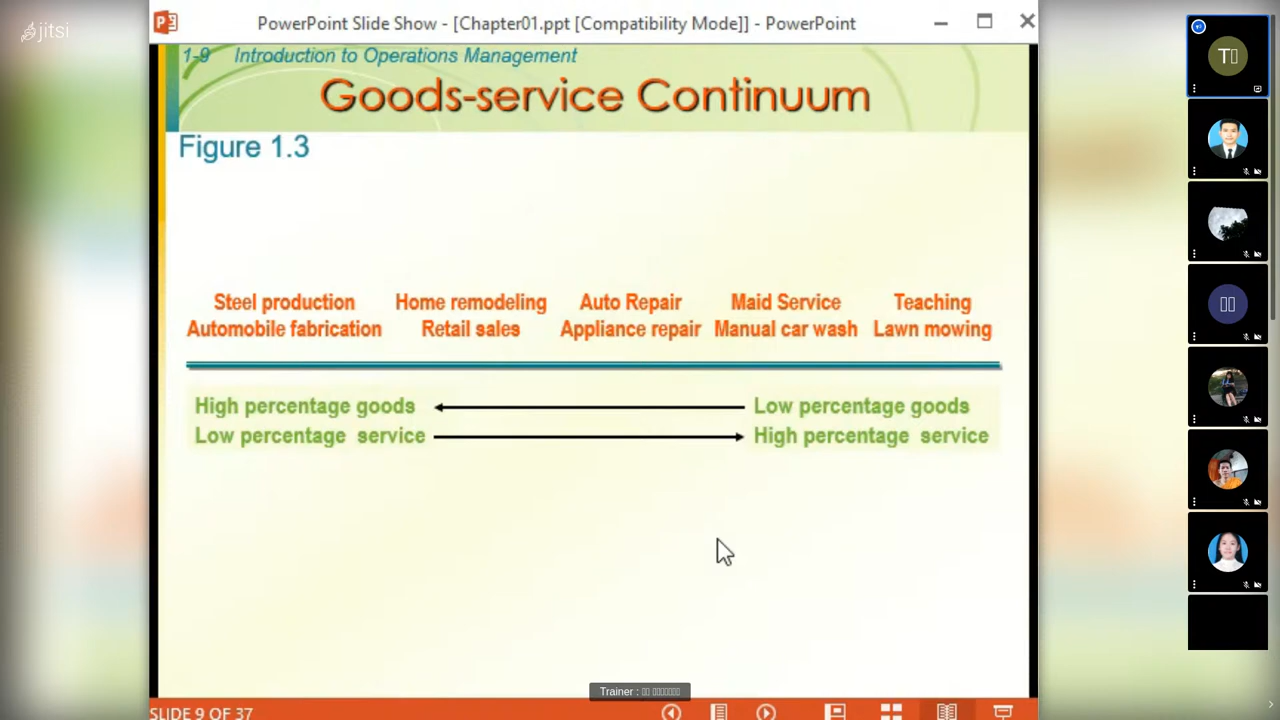 jitsi
PowerPoint Slide Show - [Chapter01.ppt [Compatibility Mode]] - PowerPoint
1-9 Introduction to Operations Management
Goods-service Continuum
Figure 1.3
Steel production Home remodeling Auto Repair Maid Service Teaching
Automobile fabrication Retail sales Appliance repair Manual car wash Lawn mowing
High percentage goods Low percentage goods
Low percentage service High percentage service
Trainer :
SLIDE 9 OF 37
T